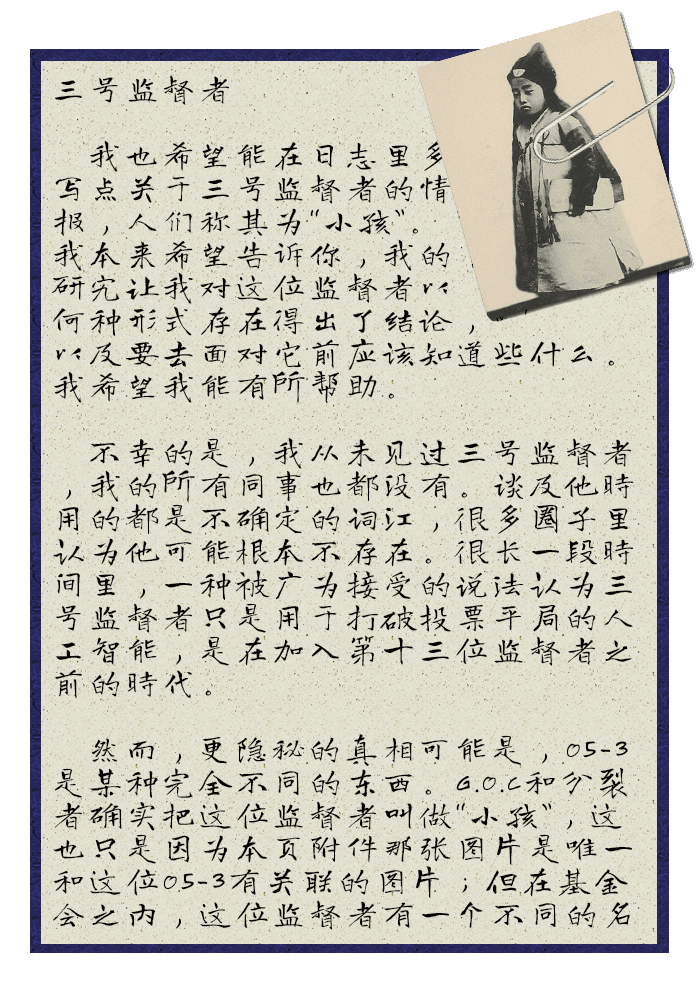 三号监督者
我也希望能在日志里多
写点关于三号监督者的情
报，人们称其为“小孩”。
我本来希望告诉你，我的
研究让我对这位监督者以
何种形式存在得出了结论，
以及要去面对它前应该知道些什么。
我希望我能有所帮助。
不幸的是，我从未见过三号监督者
，我的所有同事也都没有。谈及他時
用的都是不确定的词汇，很多圈子里
认为他可能根本不存在。很长一段時
间里，一种被广为接受的说法认为三
号监督者只是用于打破投票平局的人
工智能，是在加入第十三位监督者之
前的時代。
然而，更隐秘的真相可能是，O5-3
是某种完全不同的东西。G.O.C和分裂
者确实把这位监督者叫做“小孩”，这
也只是因为本页附件那张图片是唯一
和这位O5-3有关联的图片；但在基金
会之内，这位监督者有一个不同的名